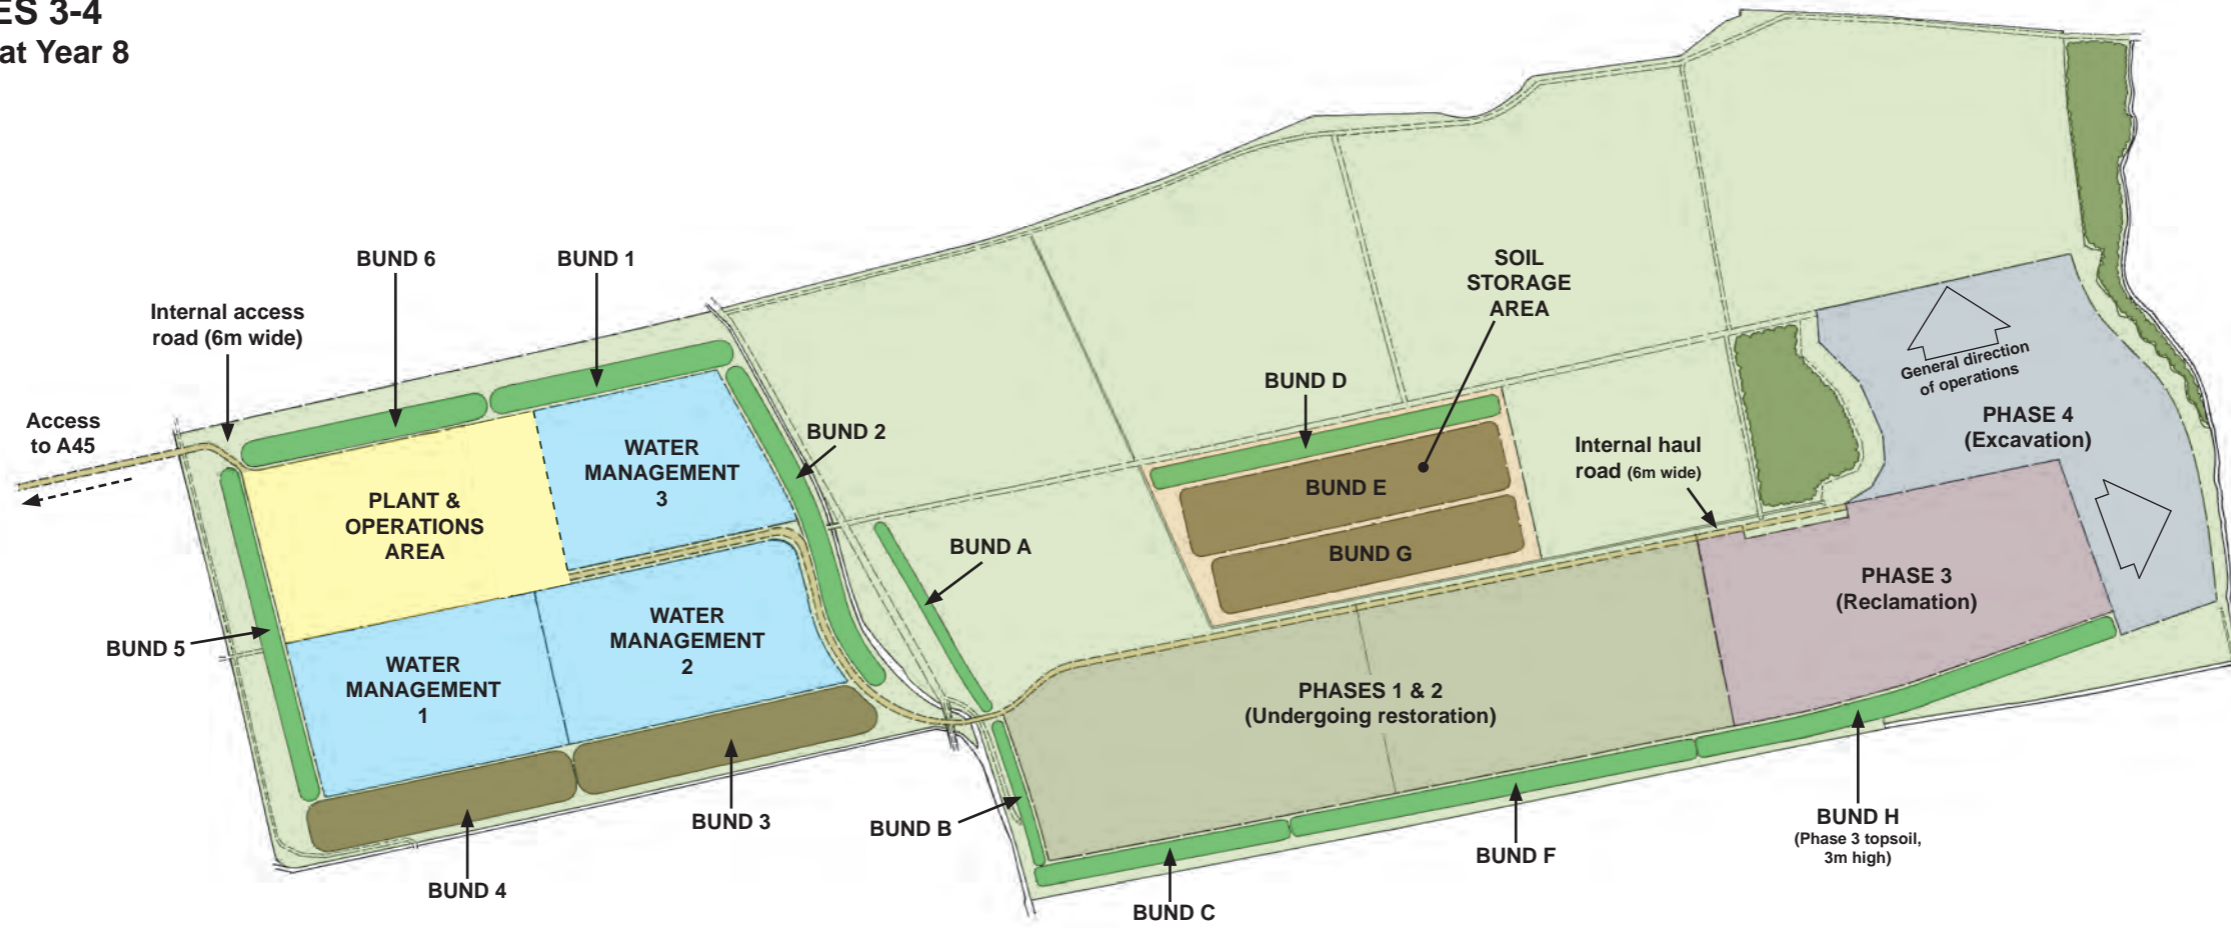 ES 3-4
at Year 8
BUND 6
BUND 1
Internal access
road (6m wide)
Access
to A45
SOIL
STORAGE
AREA
BUND D
BUND 2
WATER
MANAGEMENT
3
PLANT &
OPERATIONS
AREA
BUND E
BUND G
Internal haul
road (6m wide)
General direction
of operations
PHASE 4
(Excavation)
BUND A
PHASE 3
(Reclamation)
WATER
MANAGEMENT
2
BUND 5
WATER
MANAGEMENT
1
PHASES 1 & 2
(Undergoing restoration)
BUND 3
BUND B
BUND 4
BUND C
BUND F
BUND H
(Phase 3 topsoil,
3m high)